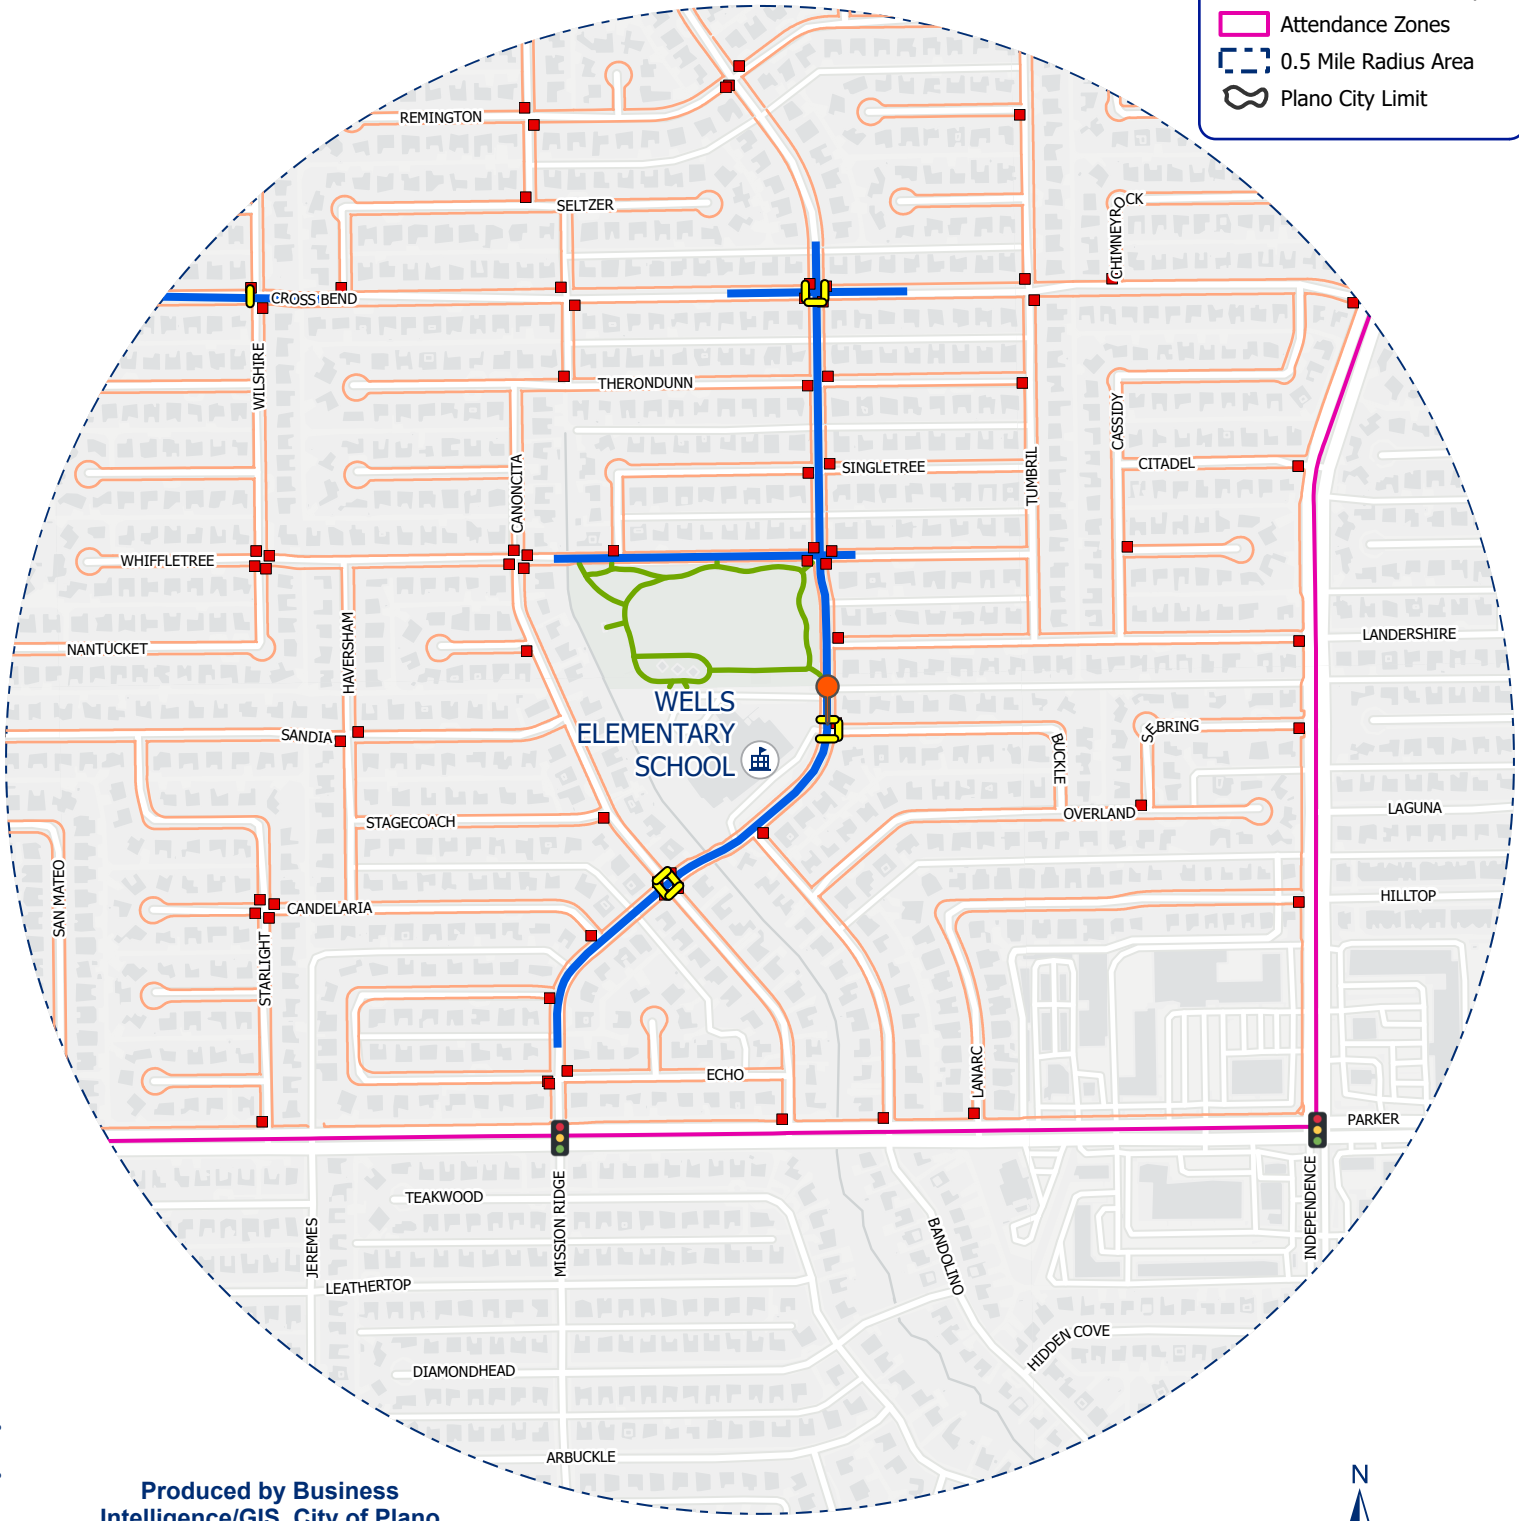 Attendance Zones
0.5 Mile Radius Area
Plano City Limit
REMINGTON
SELTZER
CHIMNEYROCK
CROSS BEND
WILSHIRE
THERONDUNN
CASSIDY
CANONCITA
SINGLETREE
TUMBRIL
CITADEL
WHIFFLETREE
NANTUCKET
HAVERSHAM
LANDERSHIRE
WELLS
ELEMENTARY
SCHOOL
SANDIA
BUCKLE
SEBRING
STAGECOACH
OVERLAND
LAGUNA
SAN MATEO
CANDELARIA
HILLTOP
STARLIGHT
ECHO
LANARC
PARKER
TEAKWOOD
MISSION RIDGE
JEREMES
BANDOLINO
INDEPENDENCE
LEATHERTOP
HIDDEN COVE
DIAMONDHEAD
ARBUCKLE
Produced by Business
Intelligence/GIS, City of Plano
N